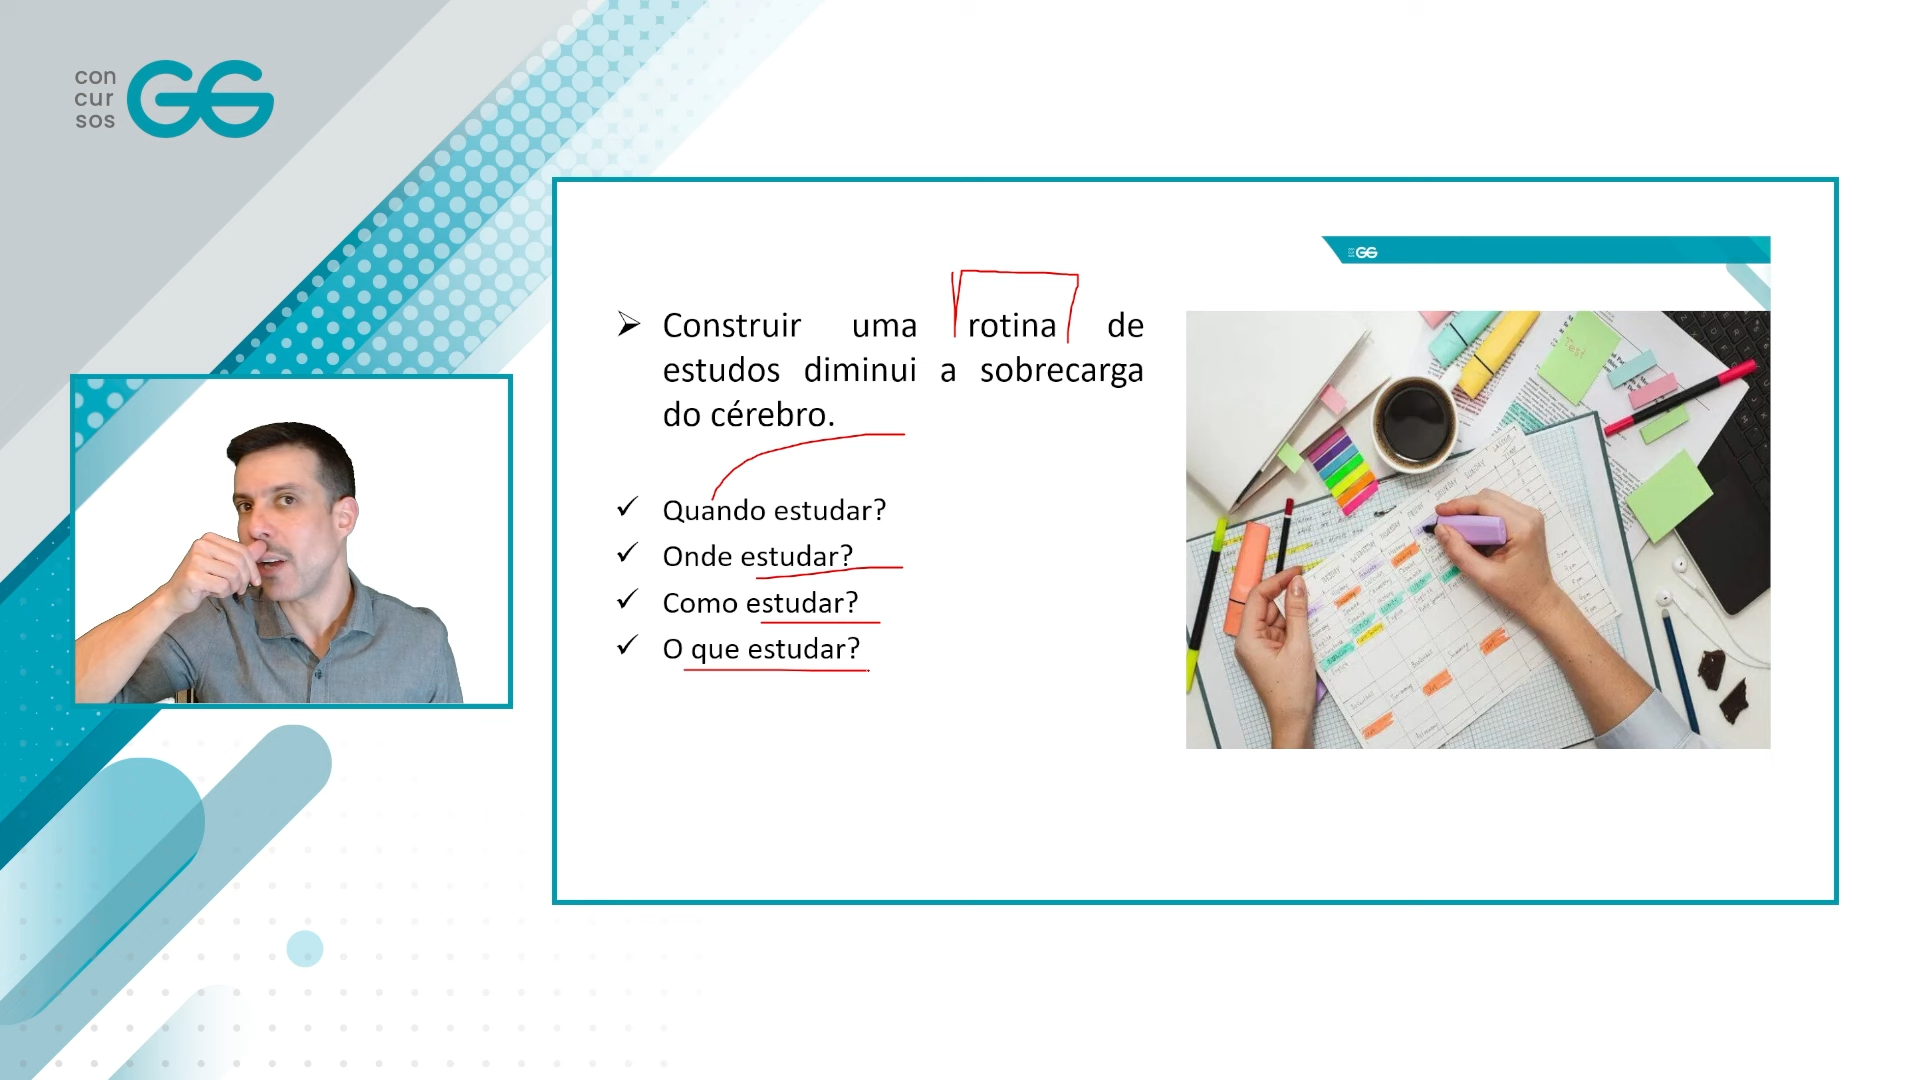 con
cur
sos
GG
Construir uma rotina de
estudos diminui a sobrecarga
do cérebro.
Quando estudar?
Onde estudar?
Como estudar?
O que estudar?
GG
Test